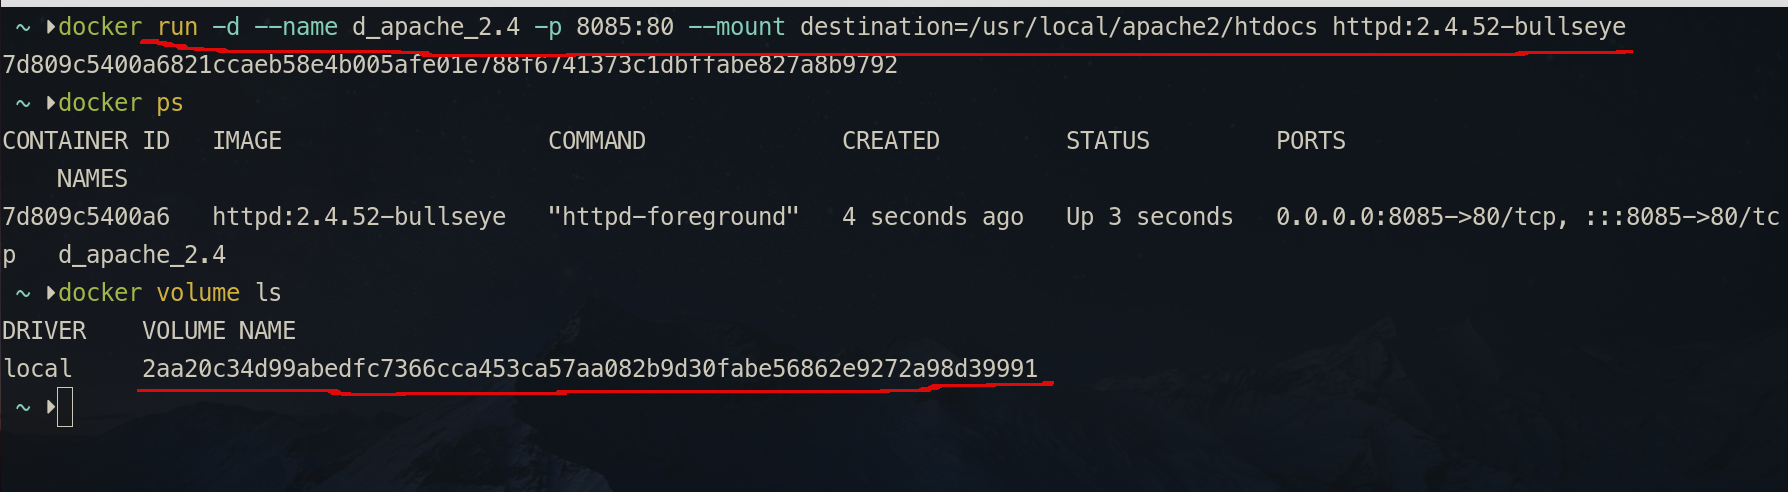 ~ ▶docker run -d --name d_apache_2.4 -p 8085:80 --mount destination=/usr/local/apache2/htdocs httpd:2.4.52-bullseye
7d809c5400a6821ccaeb58e4b005afe01e788f6741373c1dbffabe827a8b9792
~ ▶docker ps
CONTAINER ID   IMAGE                   COMMAND              CREATED         STATUS         PORTS
    NAMES
7d809c5400a6   httpd:2.4.52-bullseye   "httpd-foreground"   4 seconds ago   Up 3 seconds   0.0.0.0:8085->80/tcp, :::8085->80/tc
p   d_apache_2.4
~ ▶docker volume ls
DRIVER    VOLUME NAME
local     2aa20c34d99abedfc7366cca453ca57aa082b9d30fabe56862e9272a98d39991
~ ▶